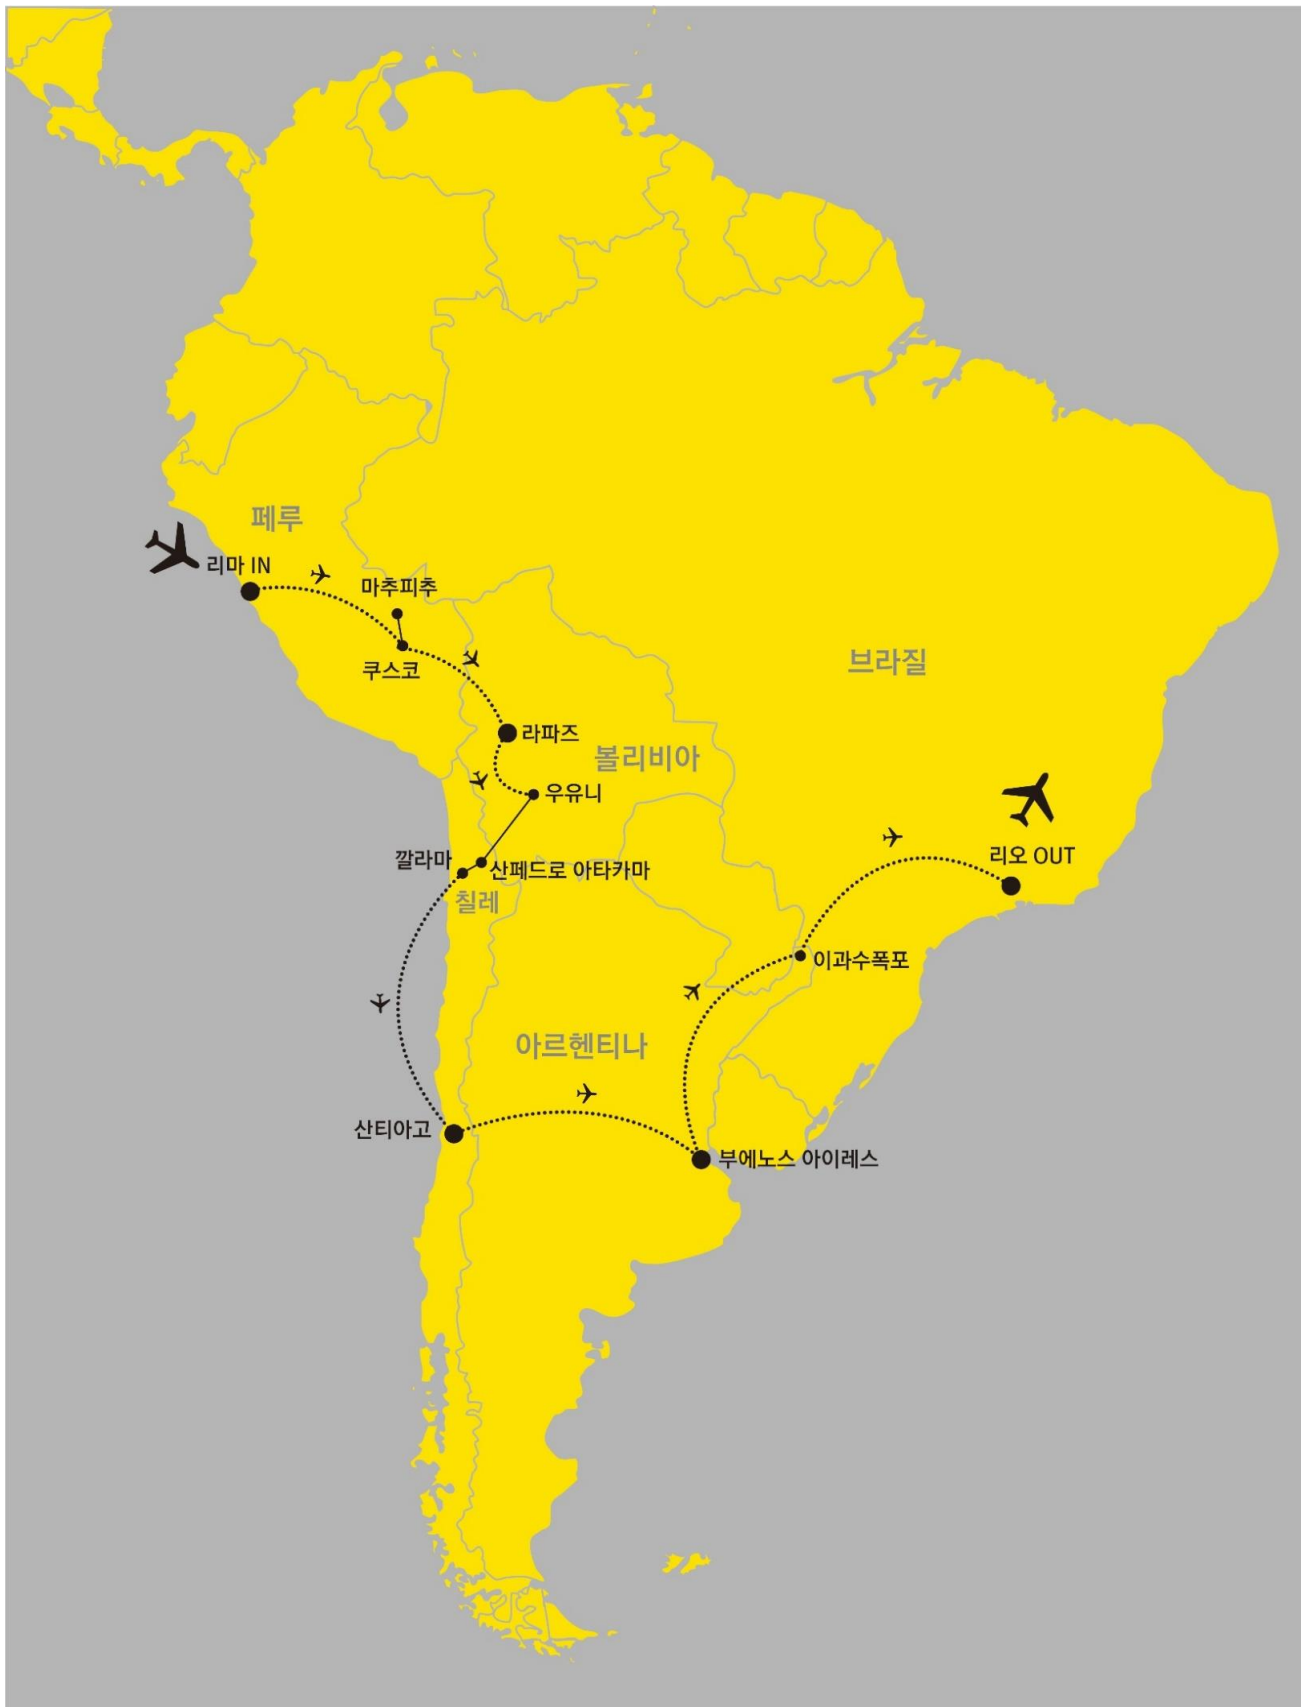 페루
리마 IN
마추피추
쿠스코
브라질
라파즈
볼리비아
우유니
리오 OUT
깔라마
산페드로 아타카마
칠레
이과수폭포
아르헨티나
산티아고
부에노스 아이레스